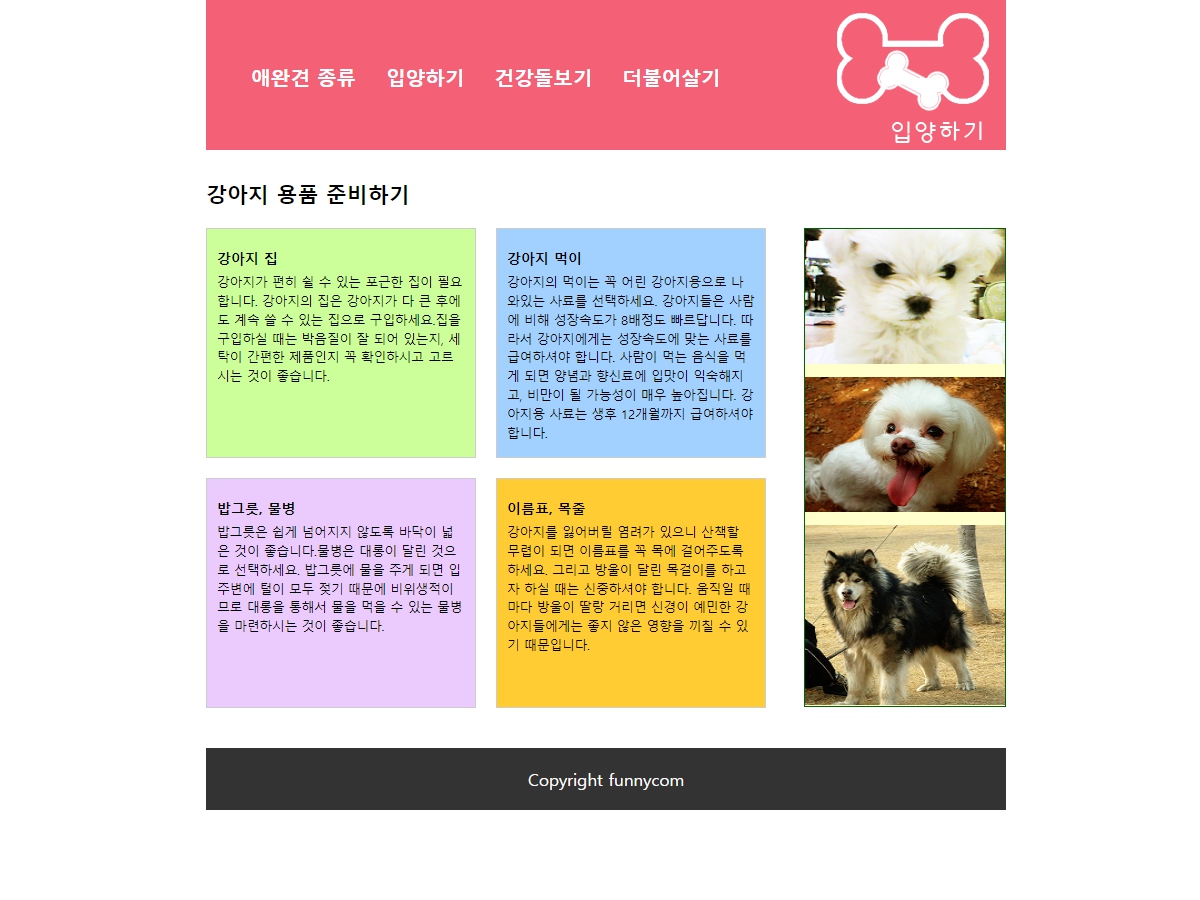 애완견 종류 입양하기 건강돌보기 더불어살기
입양하기
강아지 용품 준비하기
강아지 집
강아지가 편히 쉴 수 있는 포근한 집이 필요
합니다. 강아지의 집은 강아지가 다 큰 후에
도 계속 쓸 수 있는 집으로 구입하세요.집을
구입하실 때는 박음질이 잘 되어 있는지, 세
탁이 간편한 제품인지 꼭 확인하시고 고르
시는 것이 좋습니다.
강아지 먹이
강아지의 먹이는 꼭 어린 강아지용으로 나
와있는 사료를 선택하세요. 강아지들은 사람
에 비해 성장속도가 8배정도 빠르답니다. 따
라서 강아지에게는 성장속도에 맞는 사료를
급여하셔야 합니다. 사람이 먹는 음식을 먹
게 되면 양념과 향신료에 입맛이 익숙해지
고, 비만이 될 가능성이 매우 높아집니다. 강
아지용 사료는 생후 12개월까지 급여하셔야
합니다.
밥그릇, 물병
밥그릇은 쉽게 넘어지지 않도록 바닥이 넓
은 것이 좋습니다.물병은 대롱이 달린 것으
로 선택하세요. 밥그릇에 물을 주게 되면 입
주변에 털이 모두 젖기 때문에 비위생적이
므로 대롱을 통해서 물을 먹을 수 있는 물병
을 마련하시는 것이 좋습니다.
이름표, 목줄
강아지를 잃어버릴 염려가 있으니 산책할
무렵이 되면 이름표를 꼭 목에 걸어주도록
하세요. 그리고 방울이 달린 목걸이를 하고
자 하실 때는 신중하셔야 합니다. 움직일 때
마다 방울이 딸랑 거리면 신경이 예민한 강
아지들에게는 좋지 않은 영향을 끼칠 수 있
기 때문입니다.
Copyright funnycom